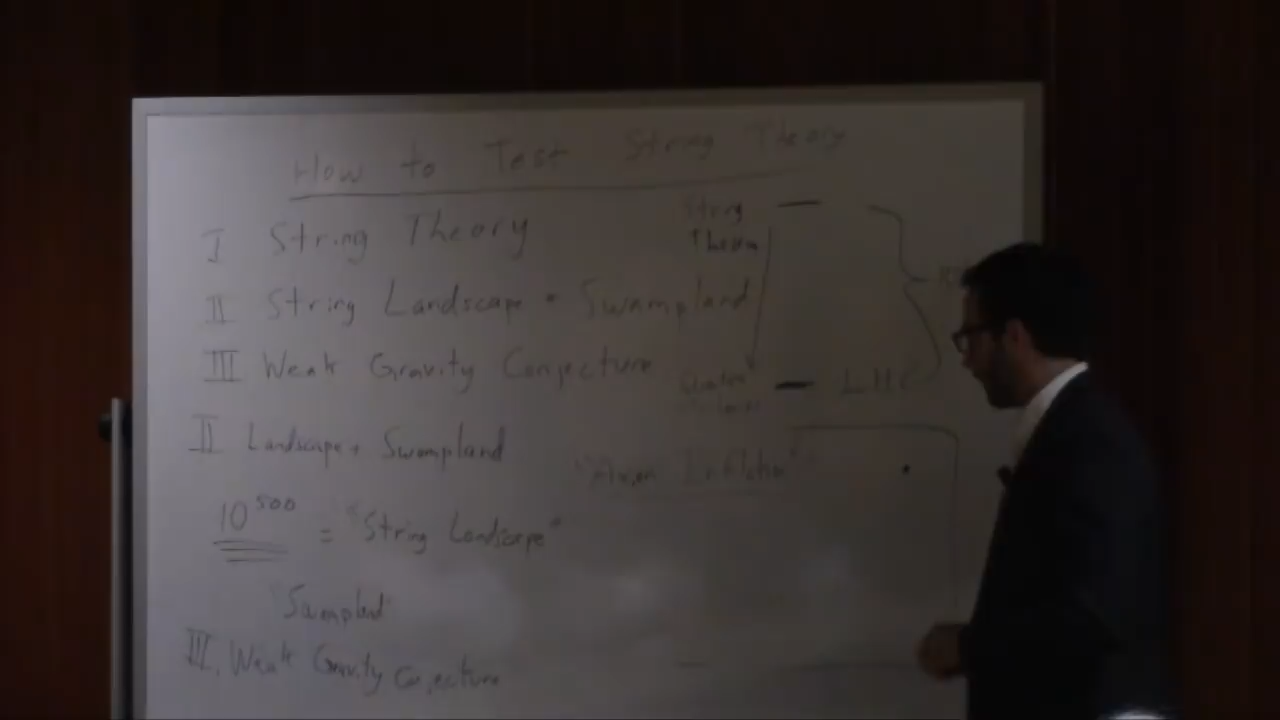 How to Test String Theory
I String Theory
II String Landscape + Swampland
III Weak Gravity Conjecture
II Landscape + Swampland
10^500 = "String Landscape"
"Swampland"
III. Weak Gravity Conjecture
String
Theory
LHC
"Axion Inflation"